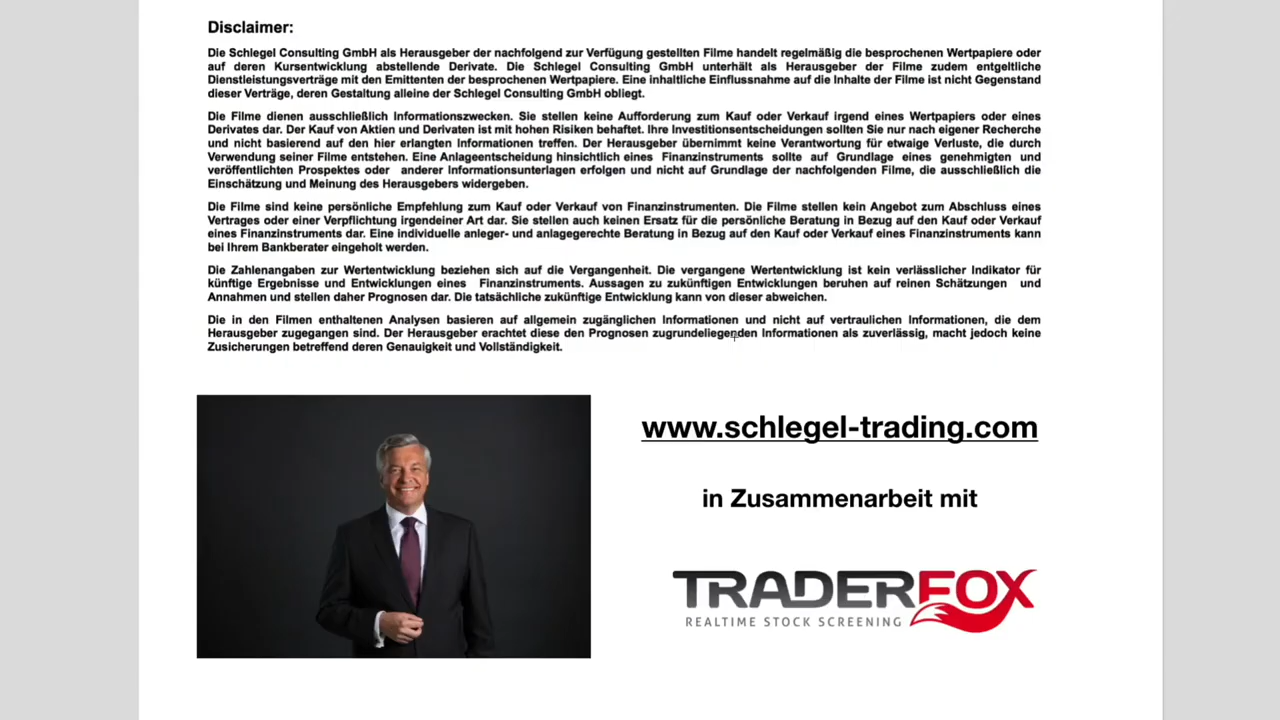 Disclaimer:
Die Schlegel Consulting GmbH als Herausgeber der nachfolgend zur Verfügung gestellten Filme handelt regelmäßig die besprochenen Wertpapiere oder
auf deren Kursentwicklung abstellende Derivate. Die Schlegel Consulting GmbH unterhält als Herausgeber der Filme zudem entgeltliche
Dienstleistungsverträge mit den Emittenten der besprochenen Wertpapiere. Eine inhaltliche Einflussnahme auf die Inhalte der Filme ist nicht Gegenstand
dieser Verträge, deren Gestaltung alleine der Schlegel Consulting GmbH obliegt.
Die Filme dienen ausschließlich Informationszwecken. Sie stellen keine Aufforderung zum Kauf oder Verkauf irgend eines Wertpapiers oder eines
Derivates dar. Der Kauf von Aktien und Derivaten ist mit hohen Risiken behaftet. Ihre Investitionsentscheidungen sollten Sie nur nach eigener Recherche
und nicht basierend auf den hier erlangten Informationen treffen. Der Herausgeber übernimmt keine Verantwortung für etwaige Verluste, die durch
Verwendung seiner Filme entstehen. Eine Anlageentscheidung hinsichtlich eines Finanzinstruments sollte auf Grundlage eines genehmigten und
veröffentlichten Prospektes oder anderer Informationsunterlagen erfolgen und nicht auf Grundlage der nachfolgenden Filme, die ausschließlich die
Einschätzung und Meinung des Herausgebers widergeben.
Die Filme sind keine persönliche Empfehlung zum Kauf oder Verkauf von Finanzinstrumenten. Die Filme stellen kein Angebot zum Abschluss eines
Vertrages oder einer Verpflichtung irgendeiner Art dar. Sie stellen auch keinen Ersatz für die persönliche Beratung in Bezug auf den Kauf oder Verkauf
eines Finanzinstruments dar. Eine individuelle anleger- und anlagegerechte Beratung in Bezug auf den Kauf oder Verkauf eines Finanzinstruments kann
bei Ihrem Bankberater eingeholt werden.
Die Zahlenangaben zur Wertentwicklung beziehen sich auf die Vergangenheit. Die vergangene Wertentwicklung ist kein verlässlicher Indikator für
künftige Ergebnisse und Entwicklungen eines Finanzinstruments. Aussagen zu zukünftigen Entwicklungen beruhen auf reinen Schätzungen und
Annahmen und stellen daher Prognosen dar. Die tatsächliche zukünftige Entwicklung kann von dieser abweichen.
Die in den Filmen enthaltenen Analysen basieren auf allgemein zugänglichen Informationen und nicht auf vertraulichen Informationen, die dem
Herausgeber zugegangen sind. Der Herausgeber erachtet diese den Prognosen zugrundeliegenden Informationen als zuverlässig, macht jedoch keine
Zusicherungen betreffend deren Genauigkeit und Vollständigkeit.
www.schlegel-trading.com
in Zusammenarbeit mit
TRADERFOX
REALTIME STOCK SCREENING